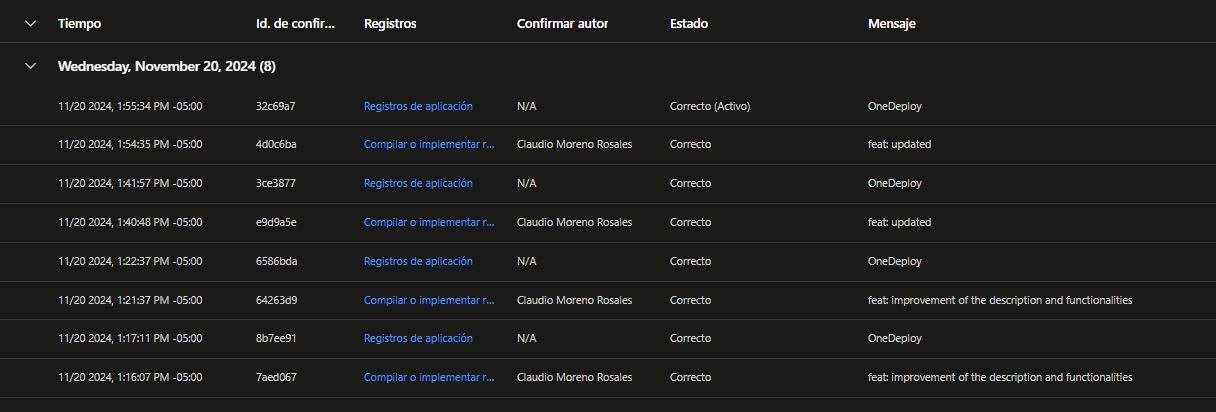 Tiempo Id. de confir... Registros Confirmar autor Estado Mensaje
Wednesday, November 20, 2024 (8)
11/20 2024, 1:55:34 PM -05:00 32c69a7 Registros de aplicación N/A Correcto (Activo) OneDeploy
11/20 2024, 1:54:35 PM -05:00 4d0c6ba Compilar o implementar r... Claudio Moreno Rosales Correcto feat: updated
11/20 2024, 1:41:57 PM -05:00 3ce3877 Registros de aplicación N/A Correcto OneDeploy
11/20 2024, 1:40:48 PM -05:00 e9d9a5e Compilar o implementar r... Claudio Moreno Rosales Correcto feat: updated
11/20 2024, 1:22:37 PM -05:00 6586bda Registros de aplicación N/A Correcto OneDeploy
11/20 2024, 1:21:37 PM -05:00 64263d9 Compilar o implementar r... Claudio Moreno Rosales Correcto feat: improvement of the description and functionalities
11/20 2024, 1:17:11 PM -05:00 8b7ee91 Registros de aplicación N/A Correcto OneDeploy
11/20 2024, 1:16:07 PM -05:00 7aed067 Compilar o implementar r... Claudio Moreno Rosales Correcto feat: improvement of the description and functionalities